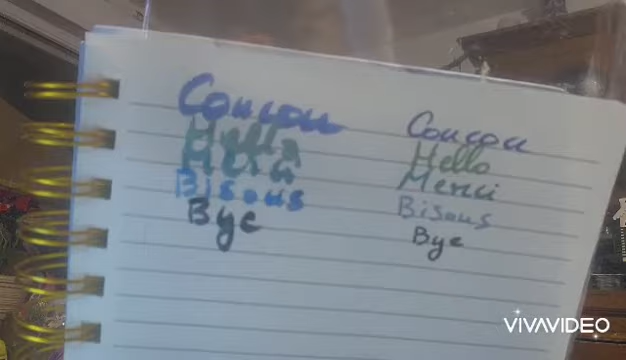 Coucou Coucou
Hello Hello
Merci Merci
Bisous Bisous
Bye Bye
VIVAVIDEO